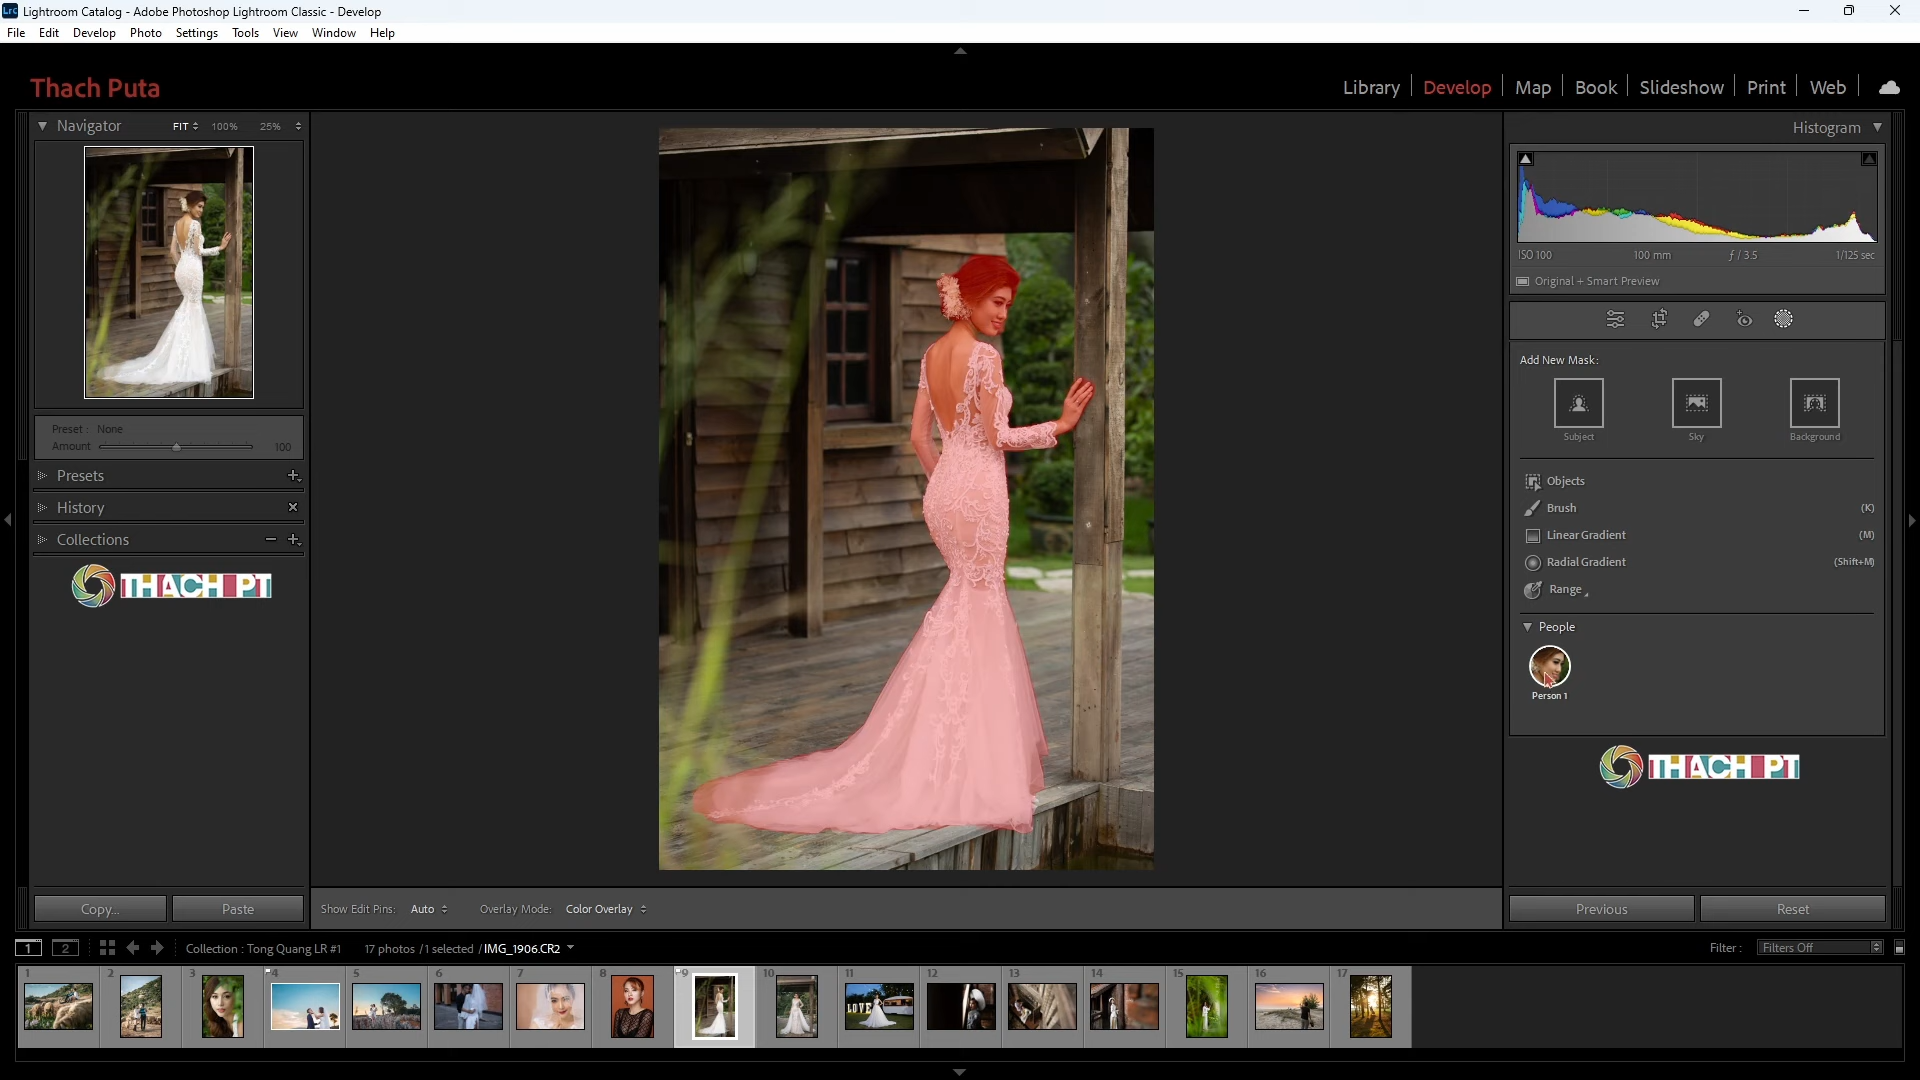 Lightroom Catalog - Adobe Photoshop Lightroom Classic - Develop
File Edit Develop Photo Settings Tools View Window Help
Thach Puta
Library Develop Map Book Slideshow Print Web
Navigator FIT 100% 25%
Histogram
ISO 100 100 mm ƒ / 3.5 1/125 sec
Original + Smart Preview
Add New Mask:
Subject Sky Background
Preset : None
Amount 100
Presets
History
Collections
THACH PT
Objects
Brush (K)
Linear Gradient (M)
Radial Gradient (Shift+M)
Range
People
Person 1
THACH PT
Copy... Paste
Show Edit Pins: Auto Overlay Mode: Color Overlay
Previous Reset
1 2 Collection : Tong Quang LR #1 17 photos / 1 selected / IMG_1906.CR2
Filter : Filters Off
1 2 3 4 5 6 7 8 9 10 11 12 13 14 15 16 17
LOVE